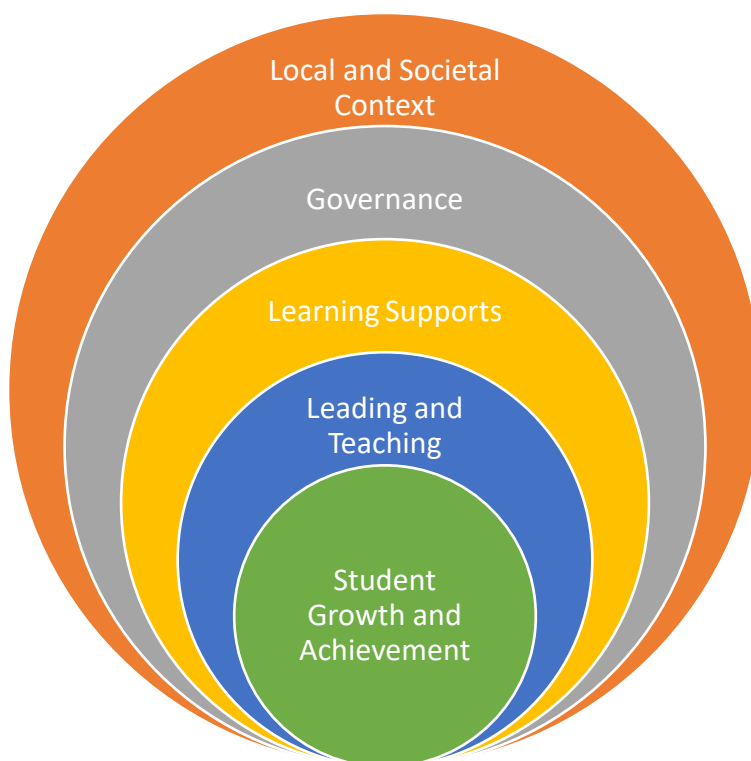 Local and Societal
Context
Governance
Learning Supports
Leading and
Teaching
Student
Growth and
Achievement